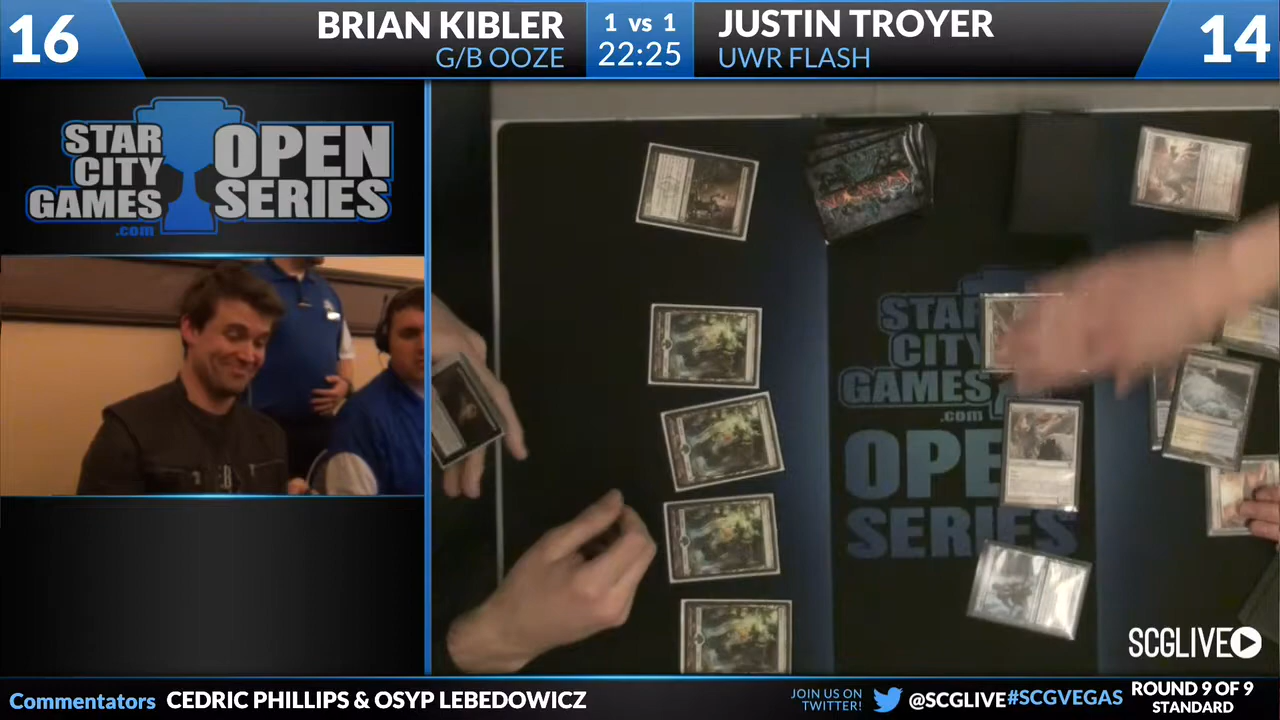 16
BRIAN KIBLER
G/B OOZE
1 vs 1
22:25
JUSTIN TROYER
UWR FLASH
14
STAR
CITY
GAMES
.com
OPEN
SERIES
STAR
CITY
GAMES
.com
OPE
SERIES
SCGLIVE
Commentators CEDRIC PHILLIPS & OSYP LEBEDOWICZ
JOIN US ON
TWITTER!
@SCGLIVE #SCGVEGAS
ROUND 9 OF 9
STANDARD